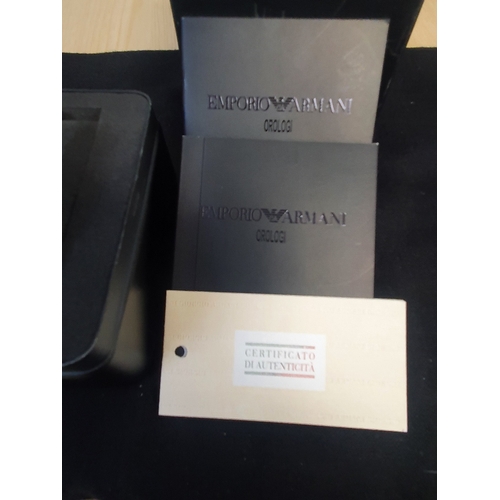 EMPORIO ARMANI
OROLOGI
EMPORIO ARMANI
OROLOGI
CERTIFICATO
DI AUTENTICITÀ